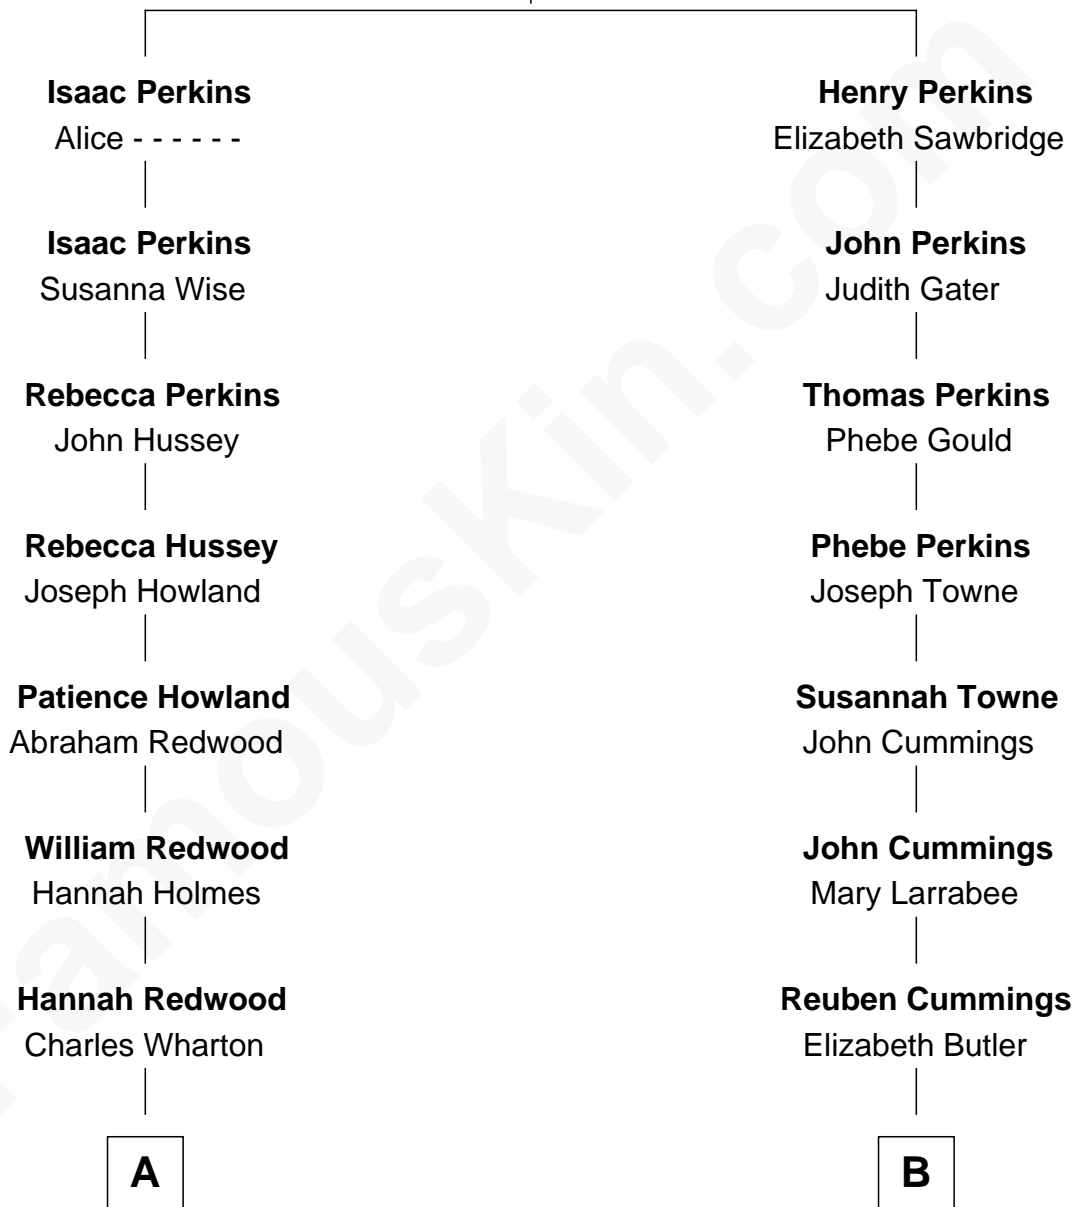 Isaac Perkins
Alice - - - - - -
Isaac Perkins
Susanna Wise
Rebecca Perkins
John Hussey
Rebecca Hussey
Joseph Howland
Patience Howland
Abraham Redwood
William Redwood
Hannah Holmes
Hannah Redwood
Charles Wharton
A
Henry Perkins
Elizabeth Sawbridge
John Perkins
Judith Gater
Thomas Perkins
Phebe Gould
Phebe Perkins
Joseph Towne
Susannah Towne
John Cummings
John Cummings
Mary Larrabee
Reuben Cummings
Elizabeth Butler
B
FamousKin.com